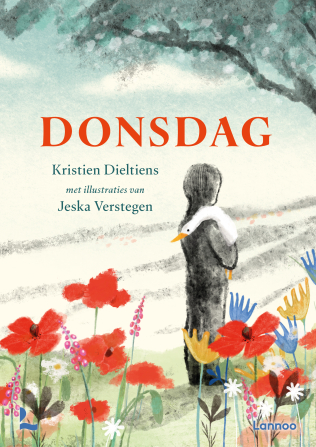 DONSDAG
Kristien Dieltiens
met illustraties van
Jeska Verstegen
Lannoo